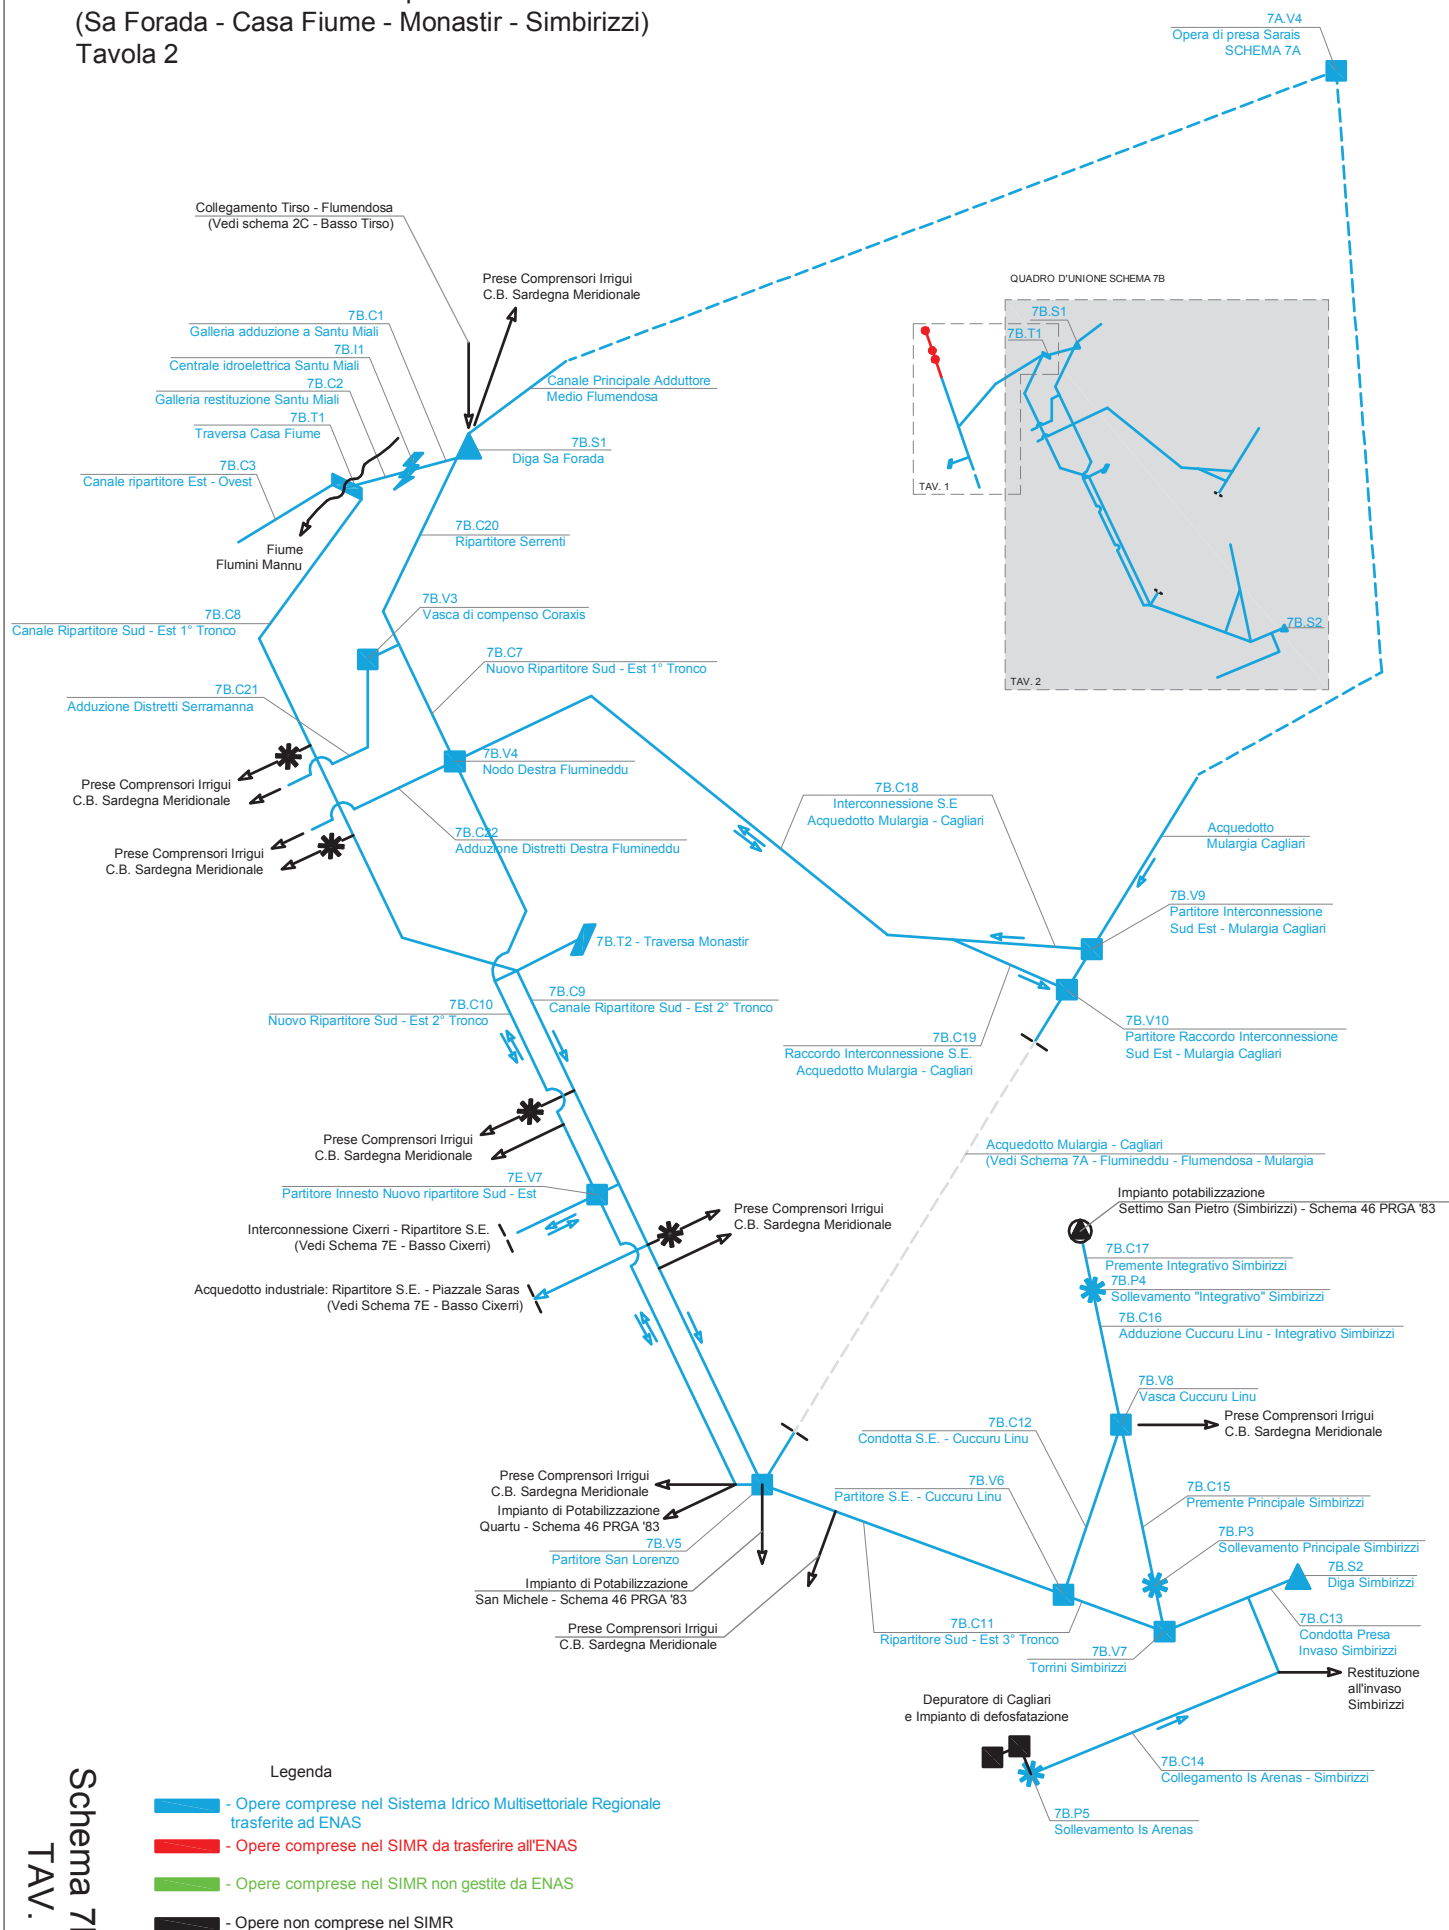 (Sa Forada - Casa Fiume - Monastir - Simbirizzi)
Tavola 2
7A.V4
Opera di presa Sarais
SCHEMA 7A
Collegamento Tirso - Flumendosa
(Vedi schema 2C - Basso Tirso)
Prese Comprensori Irrigui
C.B. Sardegna Meridionale
QUADRO D'UNIONE SCHEMA 7B
7B.S1
7B.T1
TAV. 1
7B.S2
TAV. 2
7B.C1
Galleria adduzione a Santu Miali
7B.I1
Centrale idroelettrica Santu Miali
7B.C2
Galleria restituzione Santu Miali
7B.T1
Traversa Casa Fiume
7B.C3
Canale ripartitore Est - Ovest
Canale Principale Adduttore
Medio Flumendosa
7B.S1
Diga Sa Forada
Fiume
Flumini Mannu
7B.C20
Ripartitore Serrenti
7B.C8
Canale Ripartitore Sud - Est 1° Tronco
7B.V3
Vasca di compenso Coraxis
7B.C7
Nuovo Ripartitore Sud - Est 1° Tronco
7B.C21
Adduzione Distretti Serramanna
Prese Comprensori Irrigui
C.B. Sardegna Meridionale
7B.V4
Nodo Destra Flumineddu
7B.C18
Interconnessione S.E
Acquedotto Mulargia - Cagliari
Acquedotto
Mulargia Cagliari
Prese Comprensori Irrigui
C.B. Sardegna Meridionale
7B.C22
Adduzione Distretti Destra Flumineddu
7B.V9
Partitore Interconnessione
Sud Est - Mulargia Cagliari
7B.T2 - Traversa Monastir
7B.C10
Nuovo Ripartitore Sud - Est 2° Tronco
7B.C9
Canale Ripartitore Sud - Est 2° Tronco
7B.C19
Raccordo Interconnessione S.E.
Acquedotto Mulargia - Cagliari
7B.V10
Partitore Raccordo Interconnessione
Sud Est - Mulargia Cagliari
Prese Comprensori Irrigui
C.B. Sardegna Meridionale
Acquedotto Mulargia - Cagliari
(Vedi Schema 7A - Flumineddu - Flumendosa - Mulargia
7E.V7
Partitore Innesto Nuovo ripartitore Sud - Est
Interconnessione Cixerri - Ripartitore S.E.
(Vedi Schema 7E - Basso Cixerri)
Prese Comprensori Irrigui
C.B. Sardegna Meridionale
Acquedotto industriale: Ripartitore S.E. - Piazzale Saras
(Vedi Schema 7E - Basso Cixerri)
Impianto potabilizzazione
Settimo San Pietro (Simbirizzi) - Schema 46 PRGA '83
7B.C17
Premente Integrativo Simbirizzi
7B.P4
Sollevamento "Integrativo" Simbirizzi
7B.C16
Adduzione Cuccuru Linu - Integrativo Simbirizzi
7B.V8
Vasca Cuccuru Linu
Prese Comprensori Irrigui
C.B. Sardegna Meridionale
7B.C12
Condotta S.E. - Cuccuru Linu
7B.V6
Partitore S.E. - Cuccuru Linu
7B.C15
Premente Principale Simbirizzi
7B.P3
Sollevamento Principale Simbirizzi
7B.S2
Diga Simbirizzi
Prese Comprensori Irrigui
C.B. Sardegna Meridionale
Impianto di Potabilizzazione
Quartu - Schema 46 PRGA '83
7B.V5
Partitore San Lorenzo
Impianto di Potabilizzazione
San Michele - Schema 46 PRGA '83
Prese Comprensori Irrigui
C.B. Sardegna Meridionale
7B.C11
Ripartitore Sud - Est 3° Tronco
7B.V7
Torrini Simbirizzi
7B.C13
Condotta Presa
Invaso Simbirizzi
Restituzione
all'invaso
Simbirizzi
Depuratore di Cagliari
e Impianto di defosfatazione
7B.C14
Collegamento Is Arenas - Simbirizzi
7B.P5
Sollevamento Is Arenas
Legenda
- Opere comprese nel Sistema Idrico Multisettoriale Regionale
trasferite ad ENAS
- Opere comprese nel SIMR da trasferire all'ENAS
- Opere comprese nel SIMR non gestite da ENAS
- Opere non comprese nel SIMR
Schema
TAV.